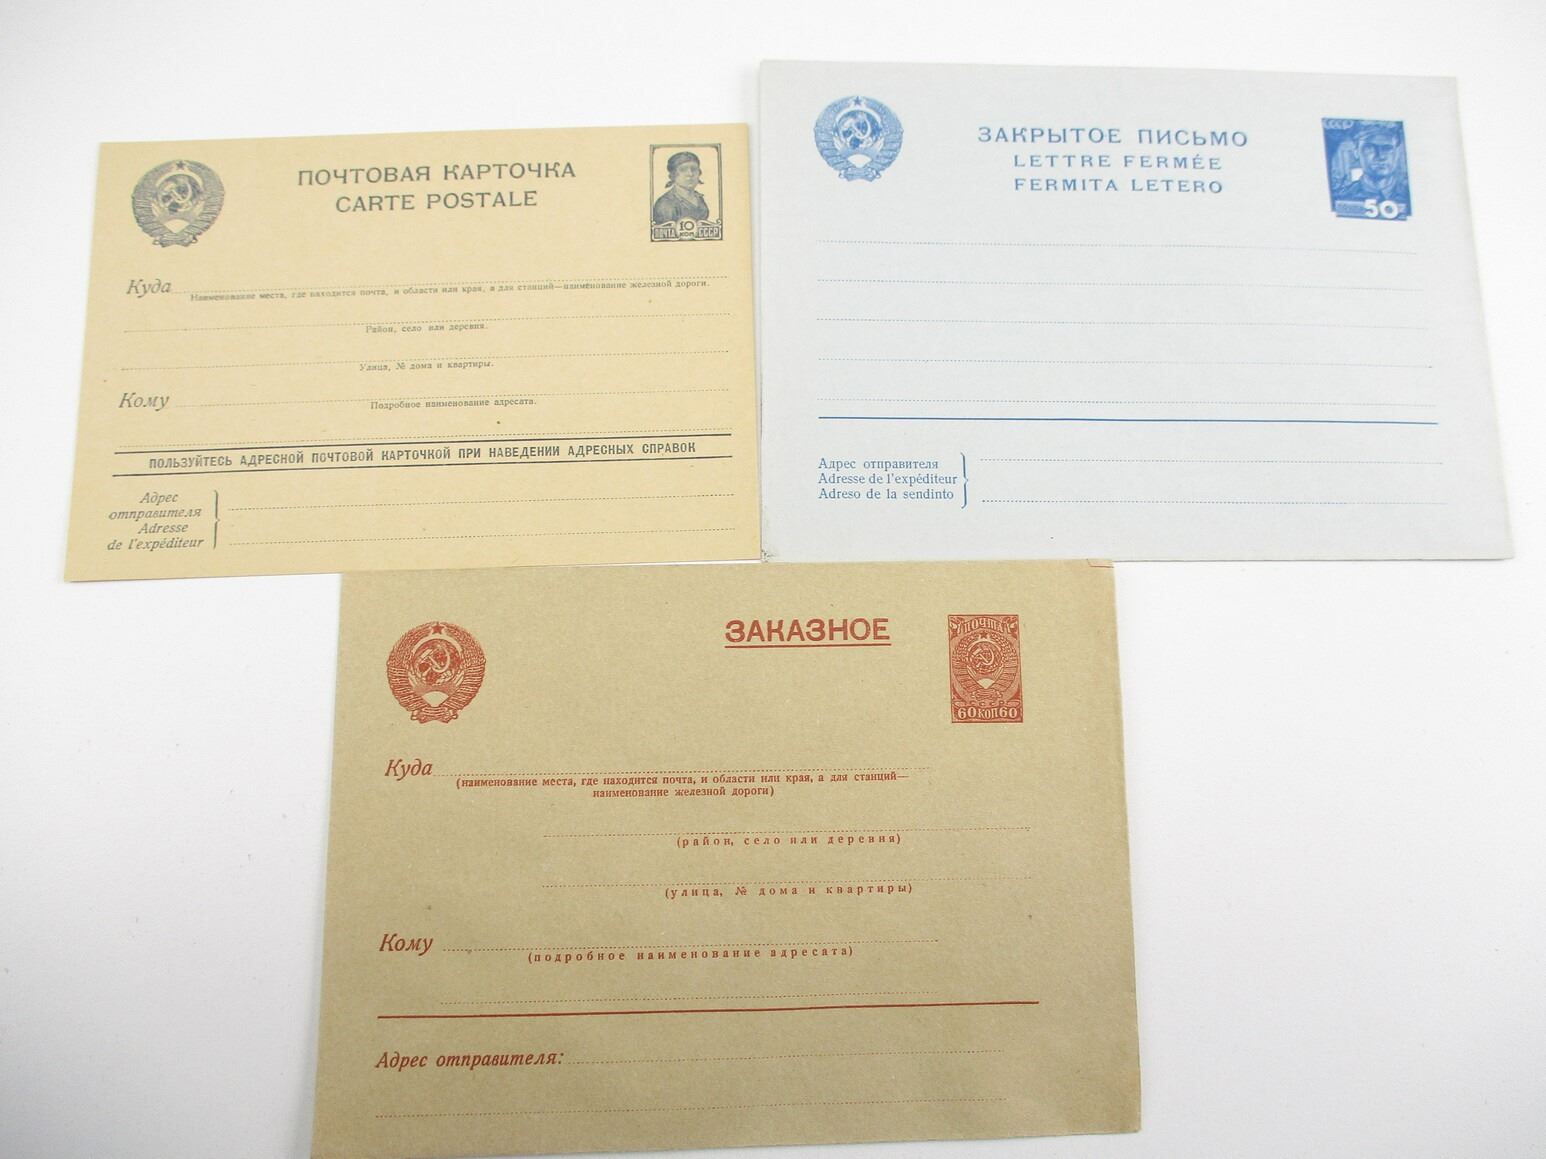 ПОЧТОВАЯ КАРТОЧКА
CARTE POSTALE
10
КОП
ПОЧТА СССР
Куда
Наименование места, где находится почта, и области или края, а для станций—наименование железной дороги.
Район, село или деревня.
Улица, № дома и квартиры.
Кому
Подробное наименование адресата.
ПОЛЬЗУЙТЕСЬ АДРЕСНОЙ ПОЧТОВОЙ КАРТОЧКОЙ ПРИ НАВЕДЕНИИ АДРЕСНЫХ СПРАВОК
Адрес
отправителя
Adresse
de l'expéditeur
ЗАКРЫТОЕ ПИСЬМО
LETTRE FERMÉE
FERMITA LETERO
СССР
50
Адрес отправителя
Adresse de l'expéditeur
Adreso de la sendinto
ЗАКАЗНОЕ
ПОЧТА
60 КОП 60
Куда
(наименование места, где находится почта, и области или края, а для станций—
наименование железной дороги)
(район, село или деревня)
(улица, № дома и квартиры)
Кому
(подробное наименование адресата)
Адрес отправителя: